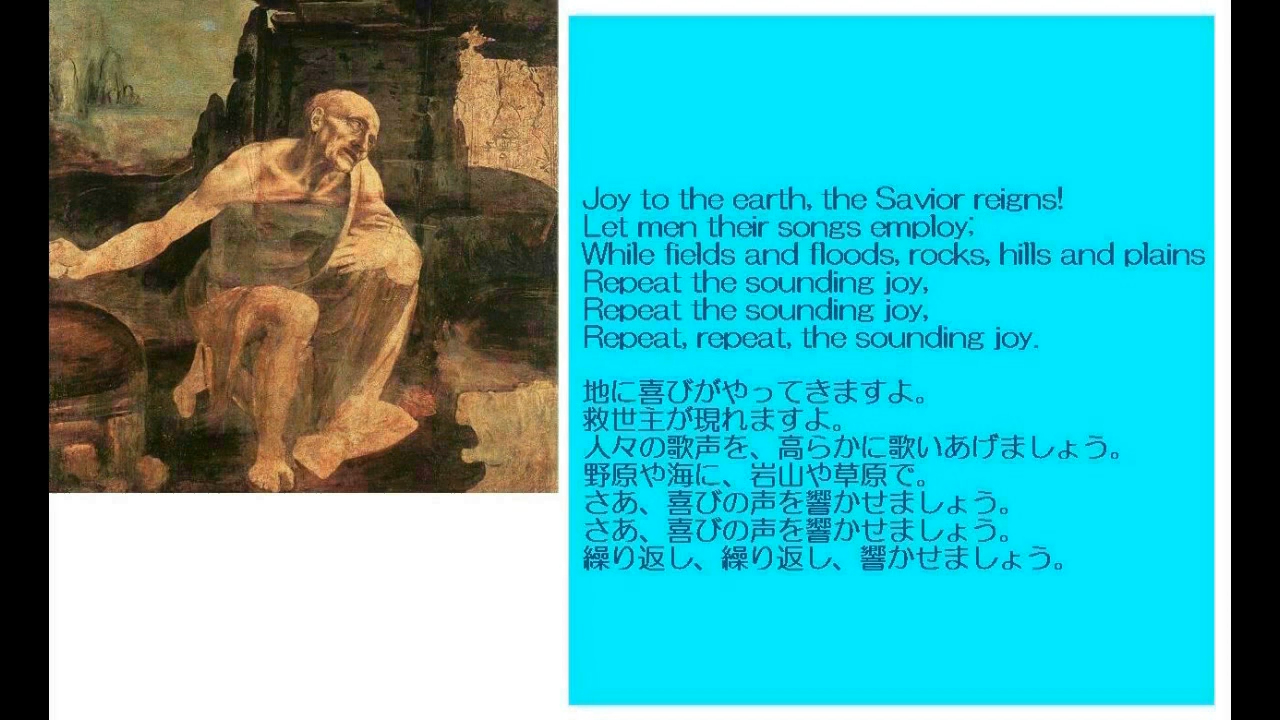 Joy to the earth, the Savior reigns!
Let men their songs employ;
While fields and floods, rocks, hills and plains
Repeat the sounding joy,
Repeat the sounding joy,
Repeat, repeat, the sounding joy.
地に喜びがやってきますよ。
救世主が現れますよ。
人々の歌声を、高らかに歌いあげましょう。
野原や海に、岩山や草原で。
さあ、喜びの声を響かせましょう。
さあ、喜びの声を響かせましょう。
繰り返し、繰り返し、響かせましょう。